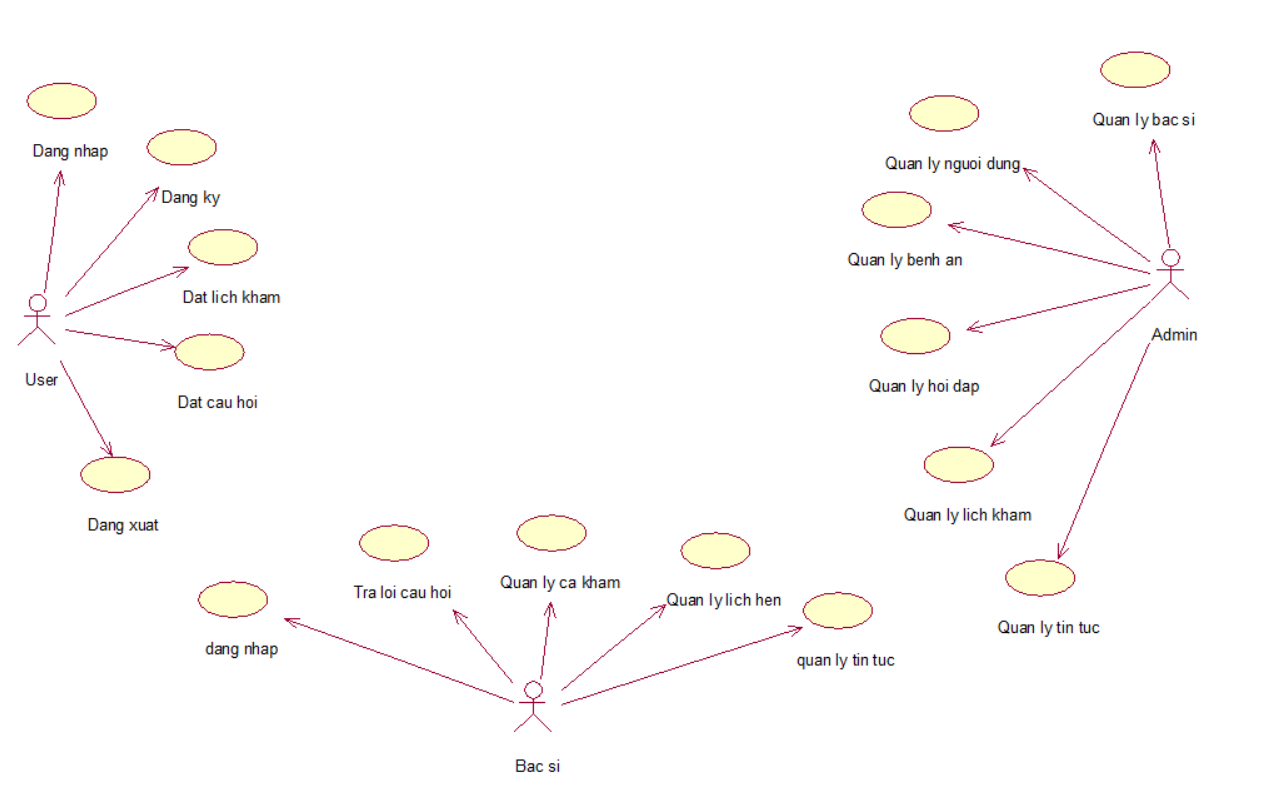 Dang nhap
Dang ky
Dat lich kham
Dat cau hoi
Dang xuat
User
Quan ly bac si
Quan ly nguoi dung
Quan ly benh an
Quan ly hoi dap
Quan ly lich kham
Quan ly tin tuc
Admin
dang nhap
Tra loi cau hoi
Quan ly ca kham
Quan ly lich hen
quan ly tin tuc
Bac si